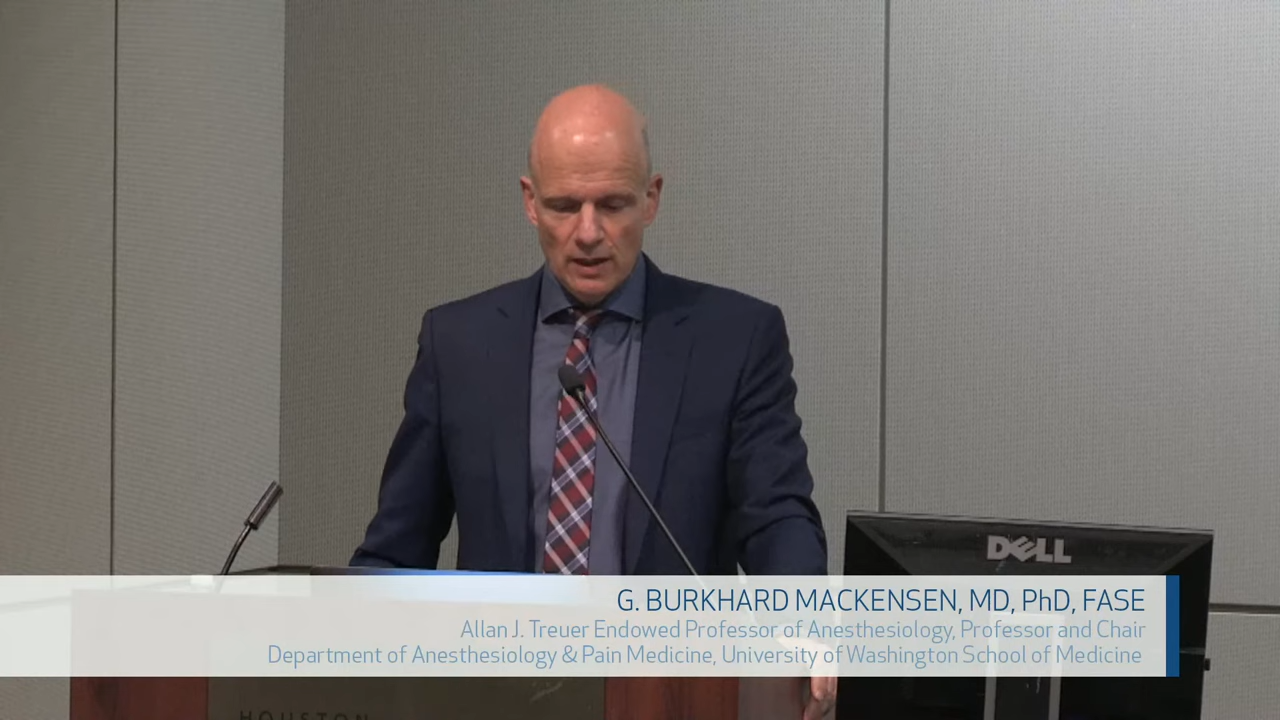 DELL
G. BURKHARD MACKENSEN, MD, PhD, FASE
Allan J. Treuer Endowed Professor of Anesthesiology, Professor and Chair
Department of Anesthesiology & Pain Medicine, University of Washington School of Medicine
HOUSTON